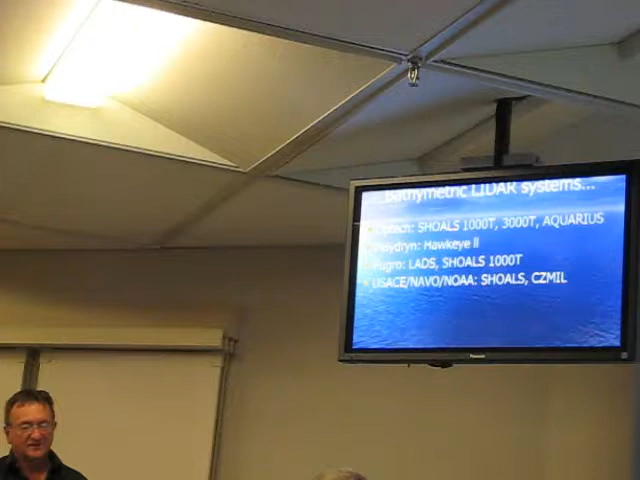 ...bathymetric LIDAR systems...
Optech: SHOALS 1000T, 3000T, AQUARIUS
Hawkeye II
Fugro: LADS, SHOALS 1000T
USACE/NAVO/NOAA: SHOALS, CZMIL
Panasonic